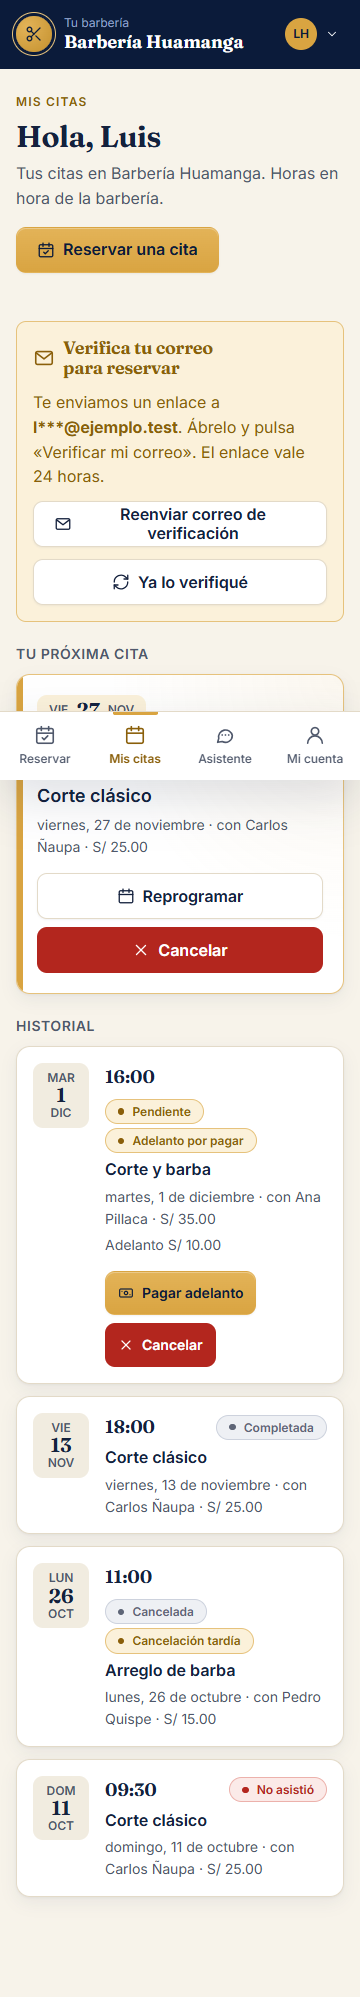 Tu barbería
Barbería Huamanga
LH
MIS CITAS
Hola, Luis
Tus citas en Barbería Huamanga. Horas en
hora de la barbería.
Reservar una cita
Verifica tu correo
para reservar
Te enviamos un enlace a
l***@ejemplo.test. Ábrelo y pulsa
«Verificar mi correo». El enlace vale
24 horas.
Reenviar correo de
verificación
Ya lo verifiqué
TU PRÓXIMA CITA
VIE 27 NOV
Reservar
Mis citas
Asistente
Mi cuenta
Corte clásico
viernes, 27 de noviembre · con Carlos
Ñaupa · S/ 25.00
Reprogramar
Cancelar
HISTORIAL
MAR
1
DIC
16:00
Pendiente
Adelanto por pagar
Corte y barba
martes, 1 de diciembre · con Ana
Pillaca · S/ 35.00
Adelanto S/ 10.00
Pagar adelanto
Cancelar
VIE
13
NOV
18:00
Completada
Corte clásico
viernes, 13 de noviembre · con
Carlos Ñaupa · S/ 25.00
LUN
26
OCT
11:00
Cancelada
Cancelación tardía
Arreglo de barba
lunes, 26 de octubre · con Pedro
Quispe · S/ 15.00
DOM
11
OCT
09:30
No asistió
Corte clásico
domingo, 11 de octubre · con
Carlos Ñaupa · S/ 25.00